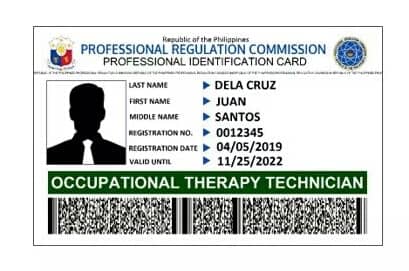 Republic of the Philippines
PROFESSIONAL REGULATION COMMISSION
PROFESSIONAL IDENTIFICATION CARD
LAST NAME DELA CRUZ
FIRST NAME JUAN
MIDDLE NAME SANTOS
REGISTRATION NO. 0012345
REGISTRATION DATE 04/05/2019
VALID UNTIL 11/25/2022
OCCUPATIONAL THERAPY TECHNICIAN